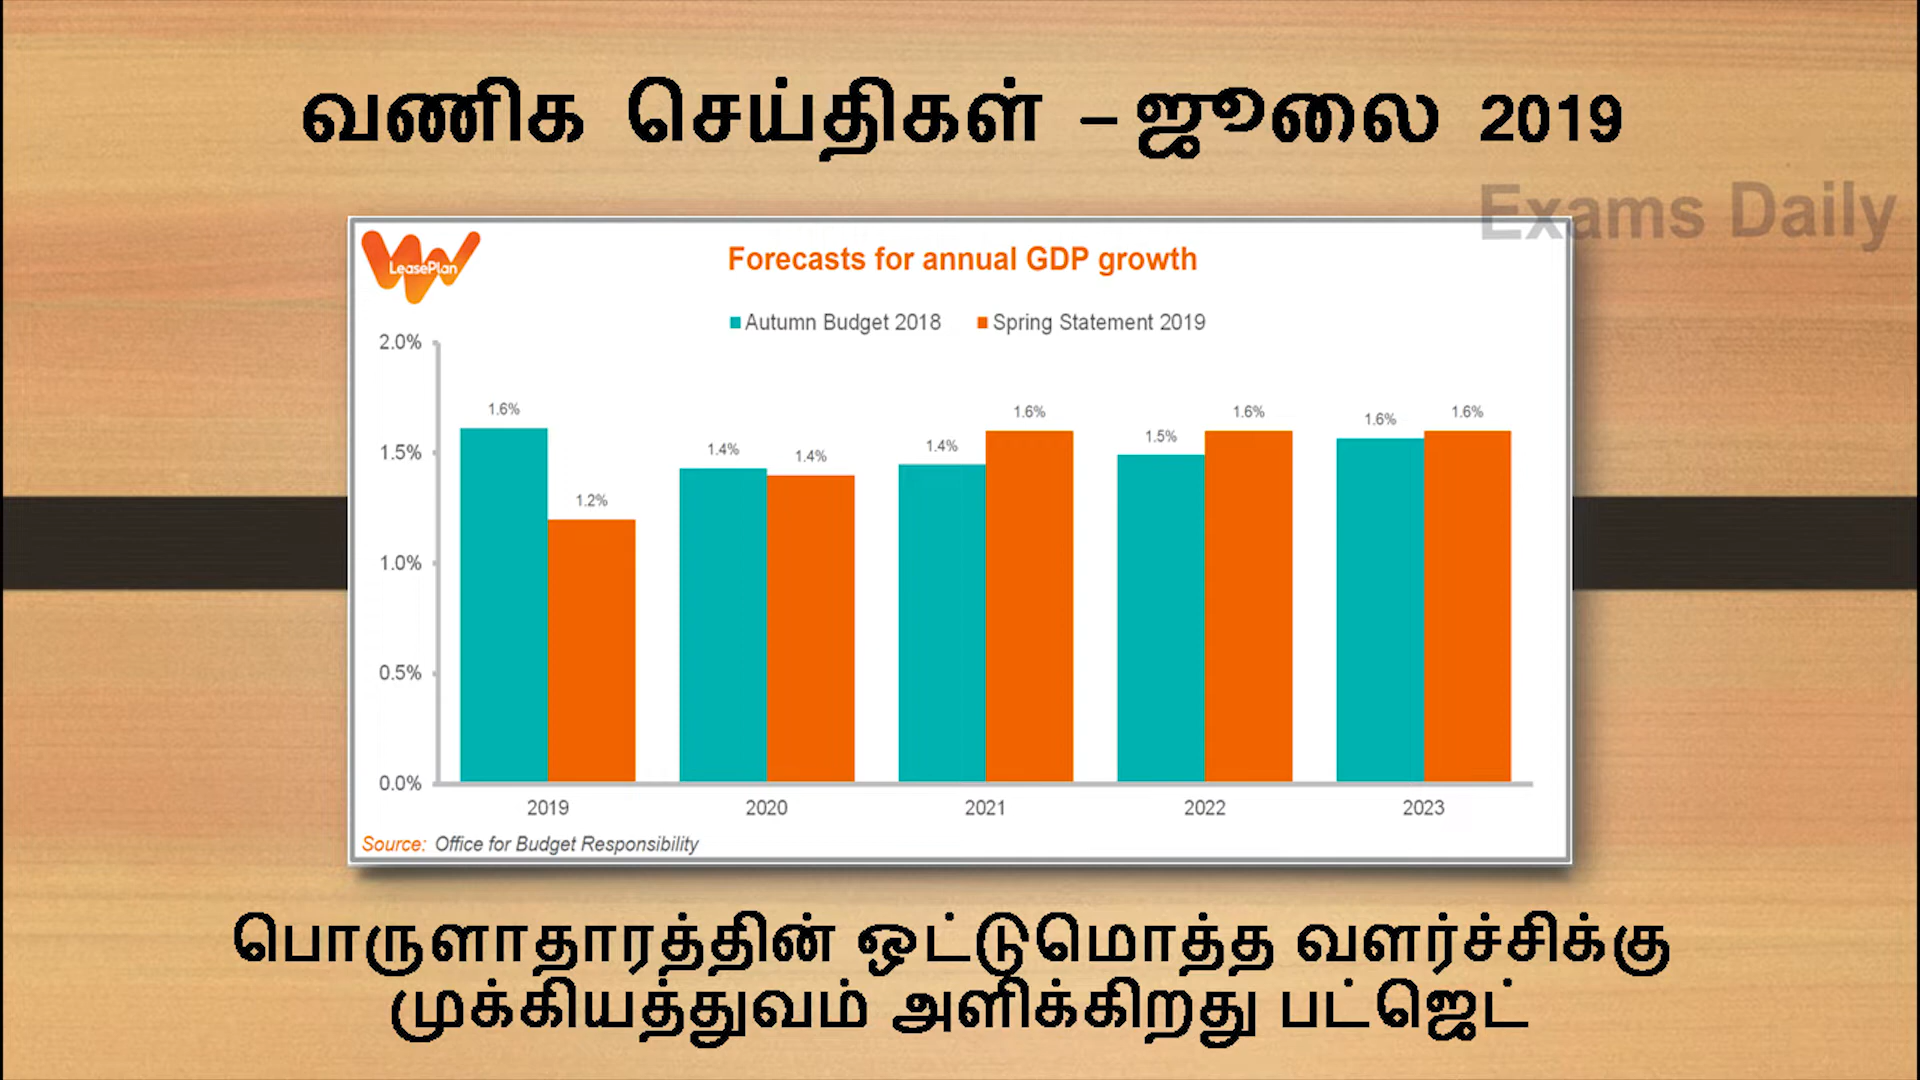 வணிக செய்திகள் – ஜூலை 2019
Exams Daily
LeasePlan
Forecasts for annual GDP growth
Autumn Budget 2018 Spring Statement 2019
2.0%
1.5%
1.0%
0.5%
0.0%
1.6% 1.2% 1.4% 1.4% 1.4% 1.6% 1.5% 1.6% 1.6% 1.6%
2019 2020 2021 2022 2023
Source: Office for Budget Responsibility
பொருளாதாரத்தின் ஒட்டுமொத்த வளர்ச்சிக்கு
முக்கியத்துவம் அளிக்கிறது பட்ஜெட்